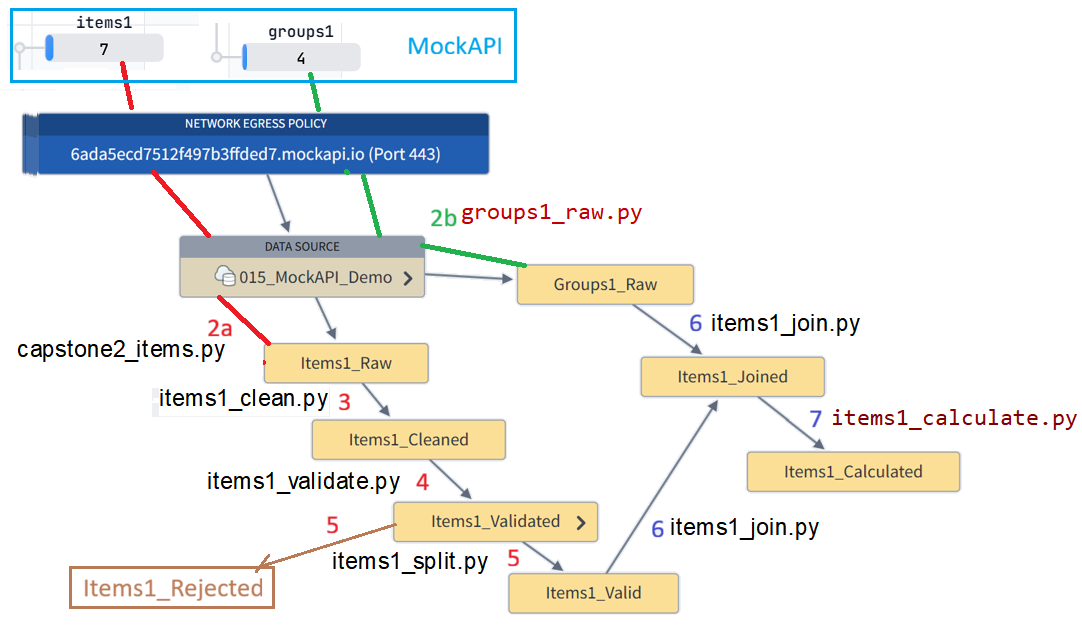 items1
7
groups1
4
MockAPI
NETWORK EGRESS POLICY
6ada5ecd7512f497b3ffded7.mockapi.io (Port 443)
2b groups1_raw.py
DATA SOURCE
015_MockAPI_Demo
Groups1_Raw
2a
capstone2_items.py
6 items1_join.py
Items1_Raw
Items1_Joined
items1_clean.py 3
7 items1_calculate.py
Items1_Cleaned
Items1_Calculated
items1_validate.py 4
5
Items1_Validated
6 items1_join.py
items1_split.py 5
Items1_Rejected
Items1_Valid